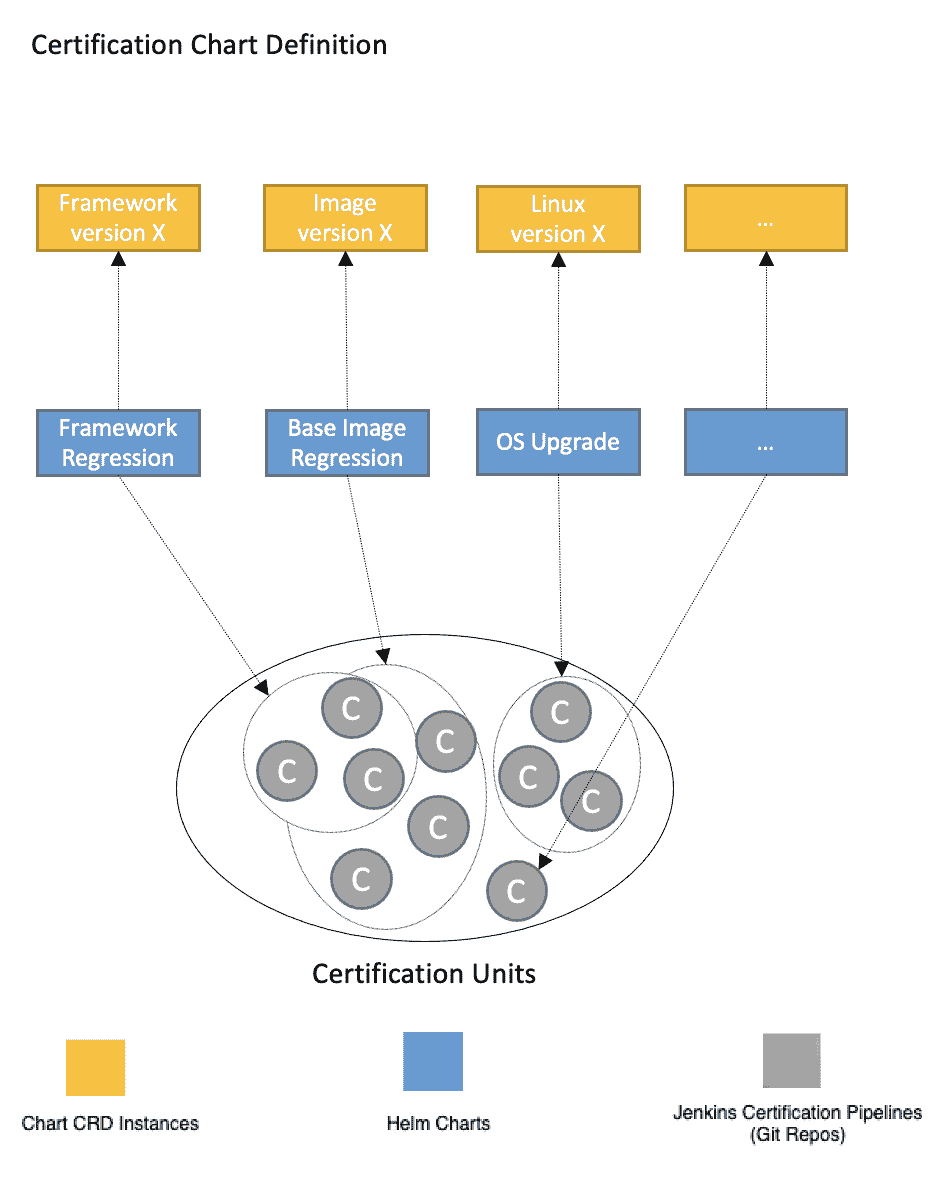 Certification Chart Definition
Framework
version X
Image
version X
Linux
version X
...
Framework
Regression
Base Image
Regression
OS Upgrade
...
C
C
C
C
C
C
C
C
C
C
Certification Units
Chart CRD Instances
Helm Charts
Jenkins Certification Pipelines
(Git Repos)